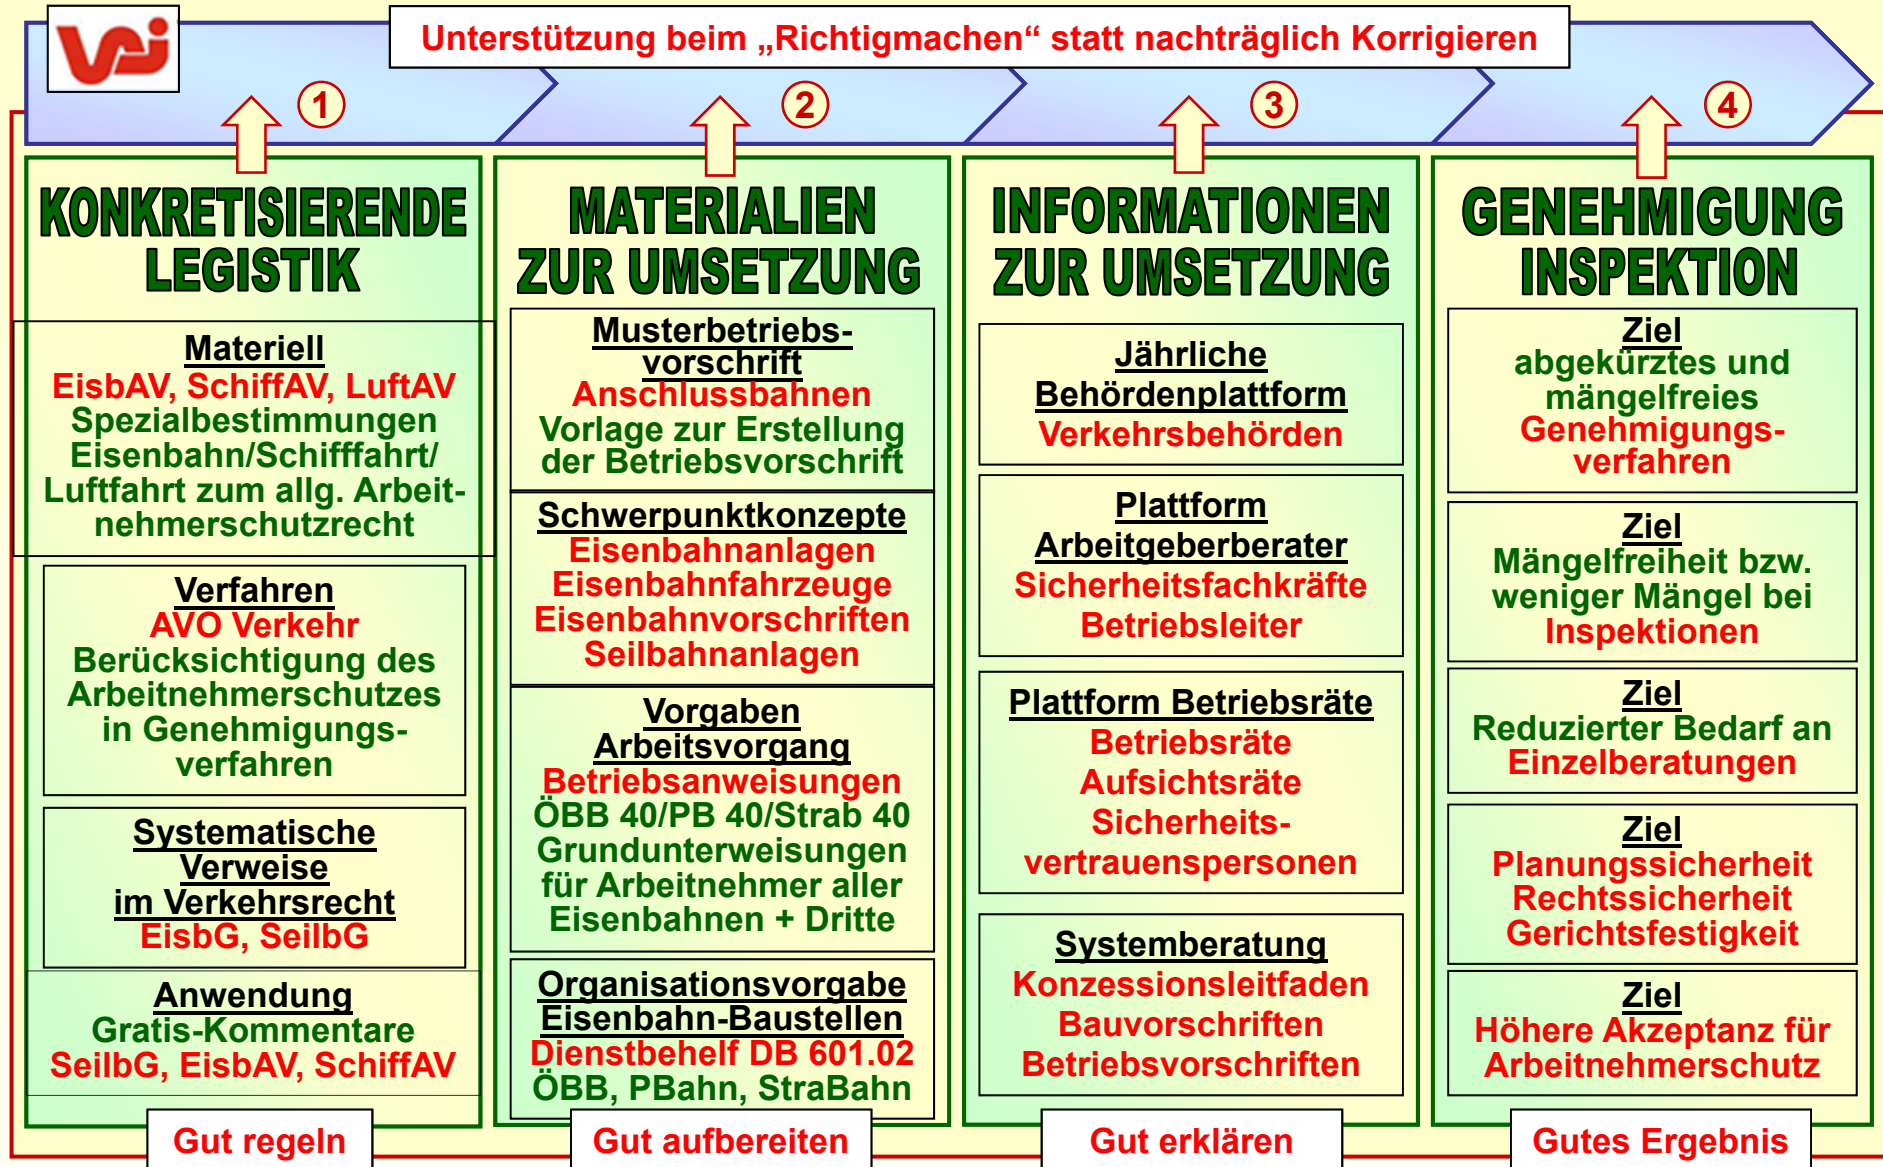 VAI
Unterstützung beim „Richtigmachen“ statt nachträglich Korrigieren
1
2
3
4
KONKRETISIERENDE
LEGISTIK
Materiell
EisbAV, SchiffAV, LuftAV
Spezialbestimmungen
Eisenbahn/Schifffahrt/
Luftfahrt zum allg. Arbeit-
nehmerschutzrecht
Verfahren
AVO Verkehr
Berücksichtigung des
Arbeitnehmerschutzes
in Genehmigungs-
verfahren
Systematische
Verweise
im Verkehrsrecht
EisbG, SeilbG
Anwendung
Gratis-Kommentare
SeilbG, EisbAV, SchiffAV
Gut regeln
MATERIALIEN
ZUR UMSETZUNG
Musterbetriebs-
vorschrift
Anschlussbahnen
Vorlage zur Erstellung
der Betriebsvorschrift
Schwerpunktkonzepte
Eisenbahnanlagen
Eisenbahnfahrzeuge
Eisenbahnvorschriften
Seilbahnanlagen
Vorgaben
Arbeitsvorgang
Betriebsanweisungen
ÖBB 40/PB 40/Strab 40
Grundunterweisungen
für Arbeitnehmer aller
Eisenbahnen + Dritte
Organisationsvorgabe
Eisenbahn-Baustellen
Dienstbehelf DB 601.02
ÖBB, PBahn, StraBahn
Gut aufbereiten
INFORMATIONEN
ZUR UMSETZUNG
Jährliche
Behördenplattform
Verkehrsbehörden
Plattform
Arbeitgeberberater
Sicherheitsfachkräfte
Betriebsleiter
Plattform Betriebsräte
Betriebsräte
Aufsichtsräte
Sicherheits-
vertrauenspersonen
Systemberatung
Konzessionsleitfaden
Bauvorschriften
Betriebsvorschriften
Gut erklären
GENEHMIGUNG
INSPEKTION
Ziel
abgekürztes und
mängelfreies
Genehmigungs-
verfahren
Ziel
Mängelfreiheit bzw.
weniger Mängel bei
Inspektionen
Ziel
Reduzierter Bedarf an
Einzelberatungen
Ziel
Planungssicherheit
Rechtssicherheit
Gerichtsfestigkeit
Ziel
Höhere Akzeptanz für
Arbeitnehmerschutz
Gutes Ergebnis